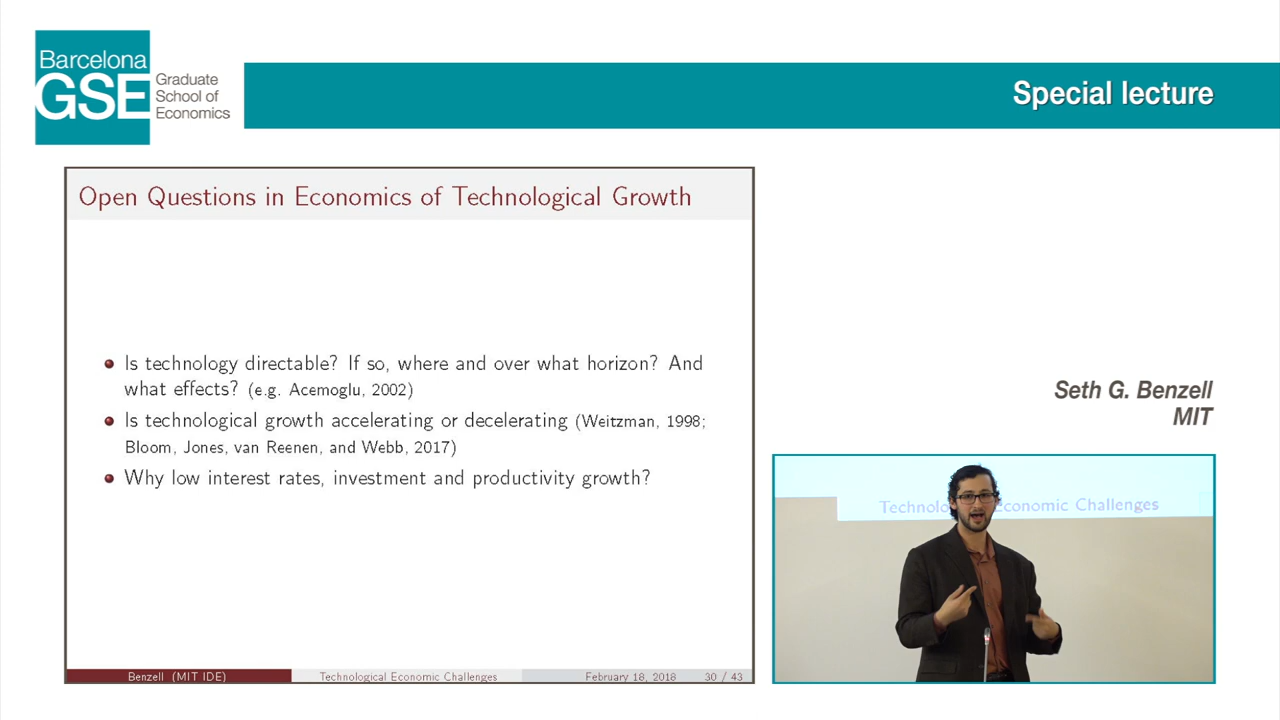 Barcelona
GSE
Graduate
School of
Economics
Special lecture
Open Questions in Economics of Technological Growth
Is technology directable? If so, where and over what horizon? And
what effects? (e.g. Acemoglu, 2002)
Is technological growth accelerating or decelerating (Weitzman, 1998;
Bloom, Jones, van Reenen, and Webb, 2017)
Why low interest rates, investment and productivity growth?
Benzell (MIT IDE)
Technological Economic Challenges
February 18, 2018
30 / 43
Seth G. Benzell
MIT
Technolo Economic Challenges